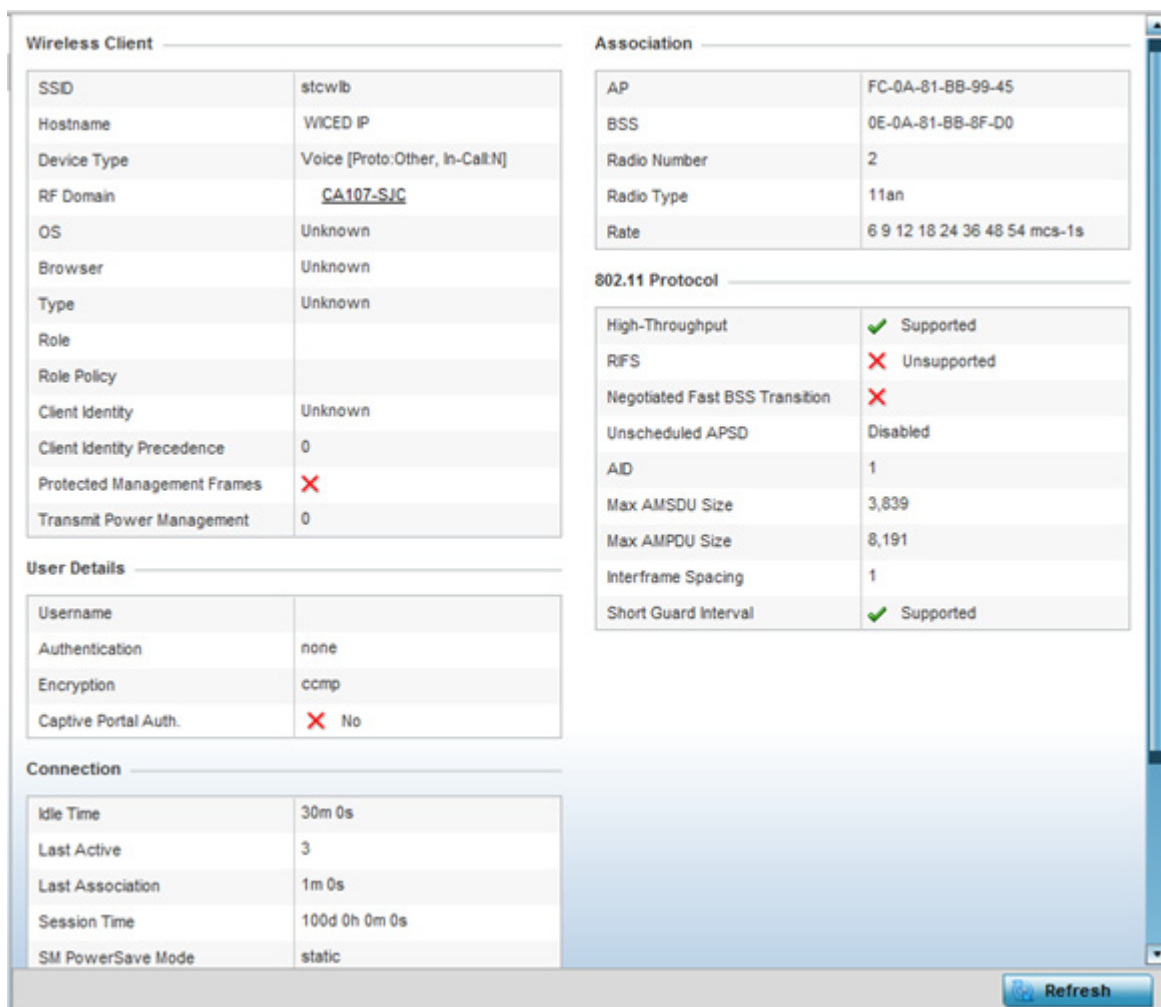 Wireless Client
SSID stcwlb
Hostname WICED IP
Device Type Voice [Proto:Other, In-Call:N]
RF Domain CA107-SJC
OS Unknown
Browser Unknown
Type Unknown
Role
Role Policy
Client Identity Unknown
Client Identity Precedence 0
Protected Management Frames
Transmit Power Management 0
User Details
Username
Authentication none
Encryption ccmp
Captive Portal Auth. No
Connection
Idle Time 30m 0s
Last Active 3
Last Association 1m 0s
Session Time 100d 0h 0m 0s
SM PowerSave Mode static
Association
AP FC-0A-81-BB-99-45
BSS 0E-0A-81-BB-8F-D0
Radio Number 2
Radio Type 11an
Rate 6 9 12 18 24 36 48 54 mcs-1s
802.11 Protocol
High-Throughput Supported
RIFS Unsupported
Negotiated Fast BSS Transition
Unscheduled APSD Disabled
AID 1
Max AMSDU Size 3,839
Max AMPDU Size 8,191
Interframe Spacing 1
Short Guard Interval Supported
Refresh